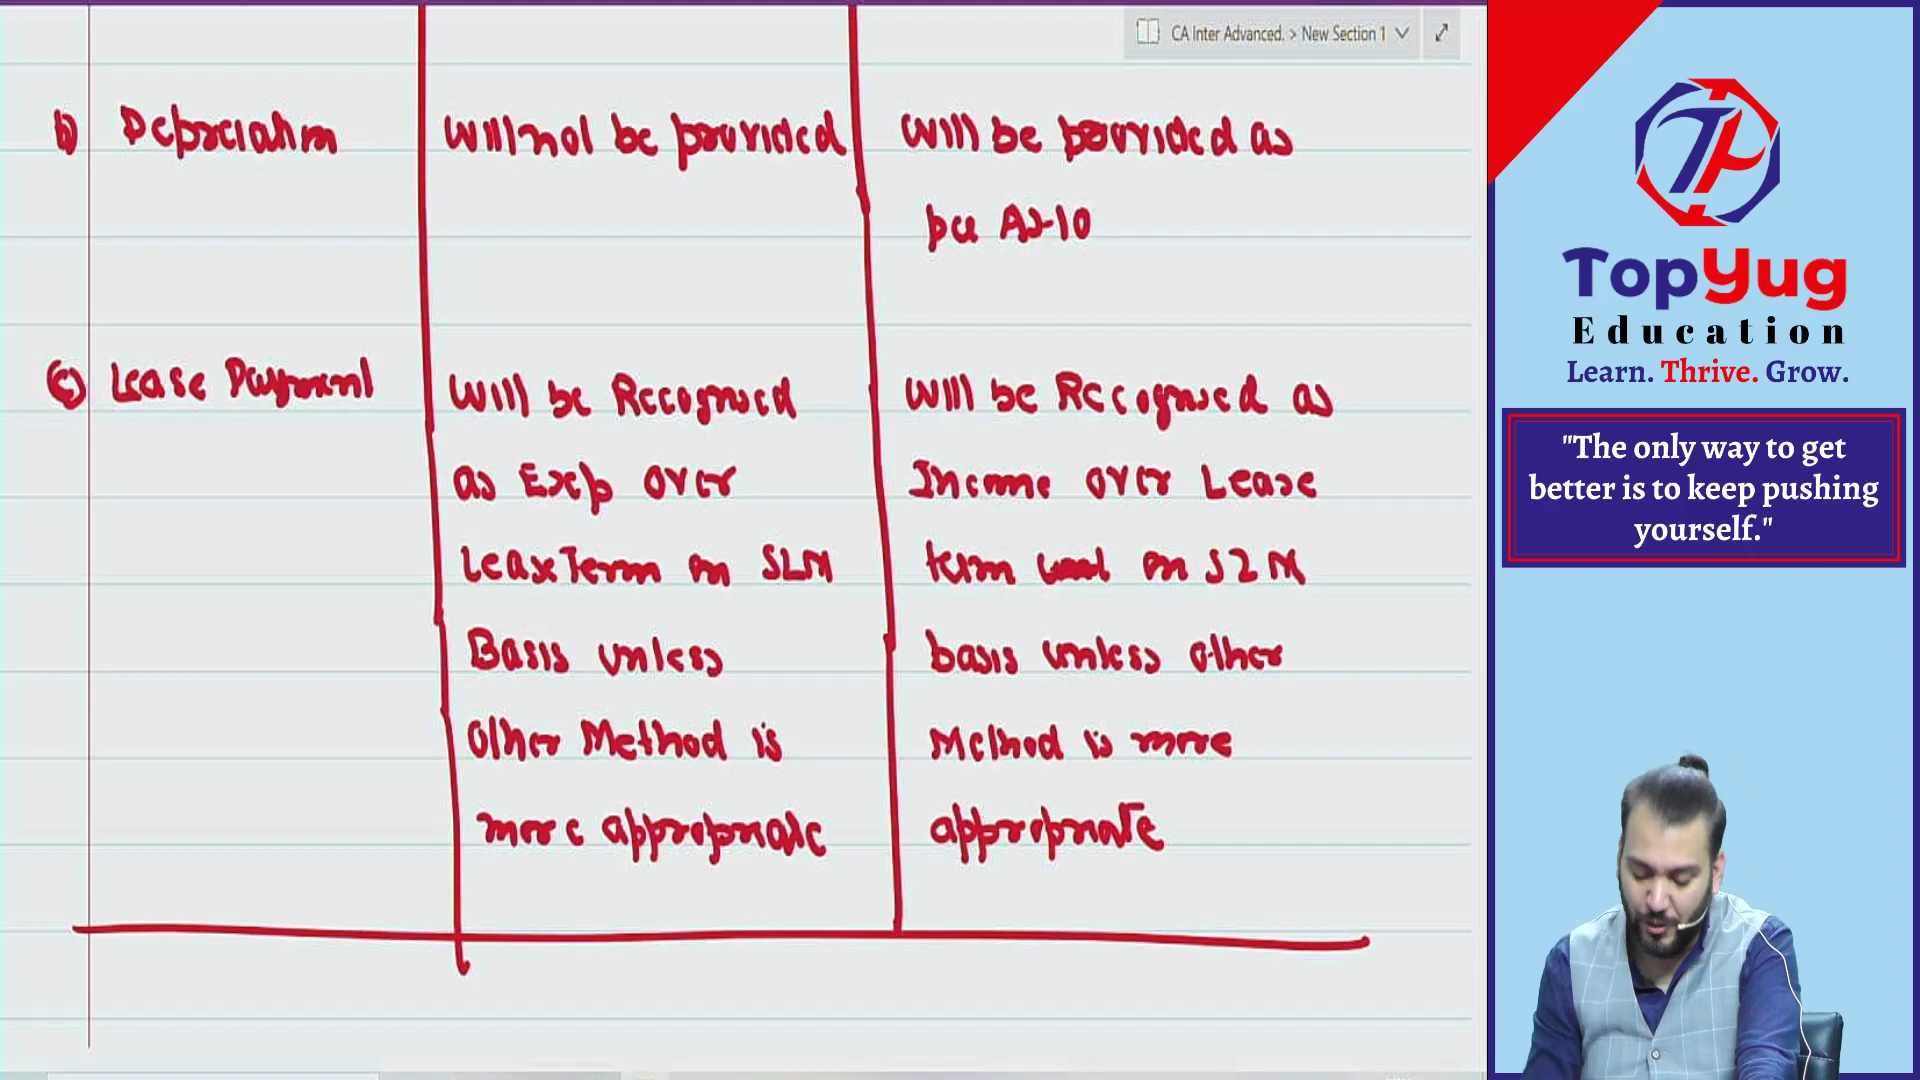 CA Inter Advanced. > New Section 1
b) Depreciation
will not be provided
will be provided as
per AS-10
c) Lease Payment
will be Recognised
as Exp over
Lease Term on SLM
Basis unless
Other Method is
more appropriate
will be Recognised as
Income over Lease
term on SLM
basis unless other
Method is more
appropriate
TopYug
Education
Learn. Thrive. Grow.
"The only way to get
better is to keep pushing
yourself."